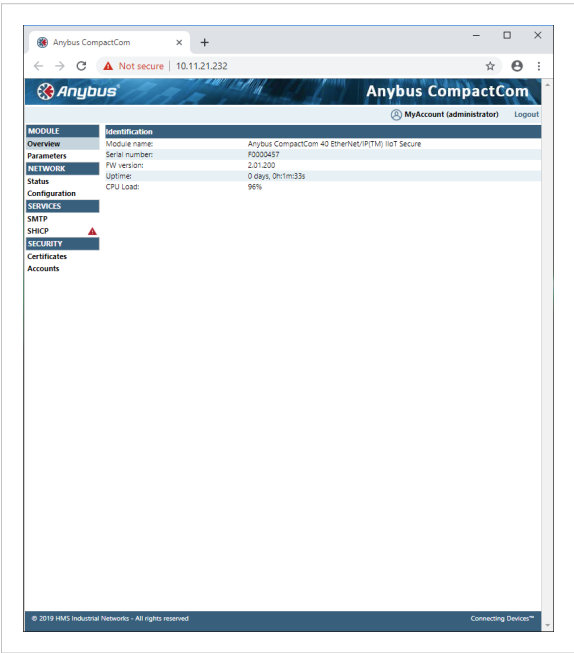 Anybus CompactCom
Not secure | 10.11.21.232
Anybus® Anybus CompactCom
MyAccount (administrator) Logout
MODULE
Overview
Parameters
NETWORK
Status
Configuration
SERVICES
SMTP
SHICP
SECURITY
Certificates
Accounts
Identification
Module name: Anybus CompactCom 40 EtherNet/IP(TM) IIoT Secure
Serial number: F0000457
FW version: 2.01.200
Uptime: 0 days, 0h:1m:33s
CPU Load: 96%
© 2019 HMS Industrial Networks - All rights reserved Connecting Devices™